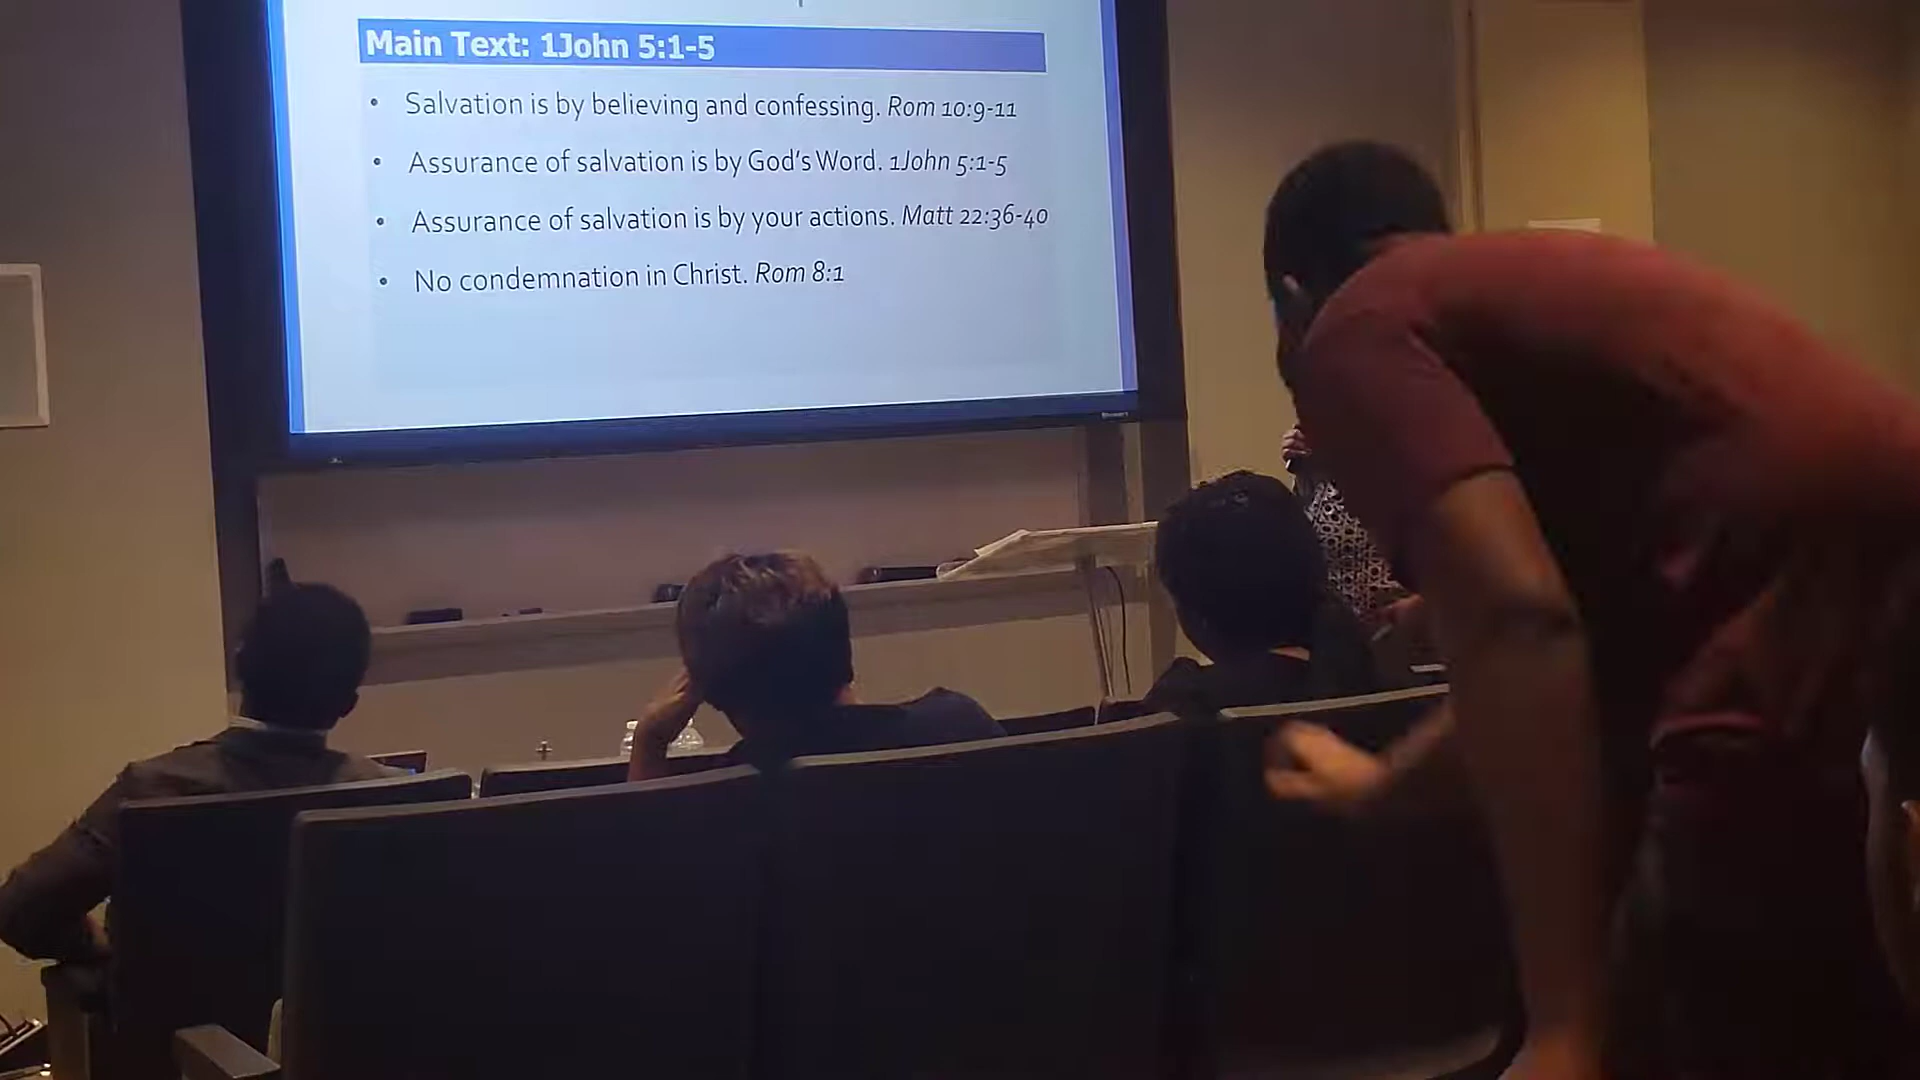 Main Text: 1John 5:1-5
• Salvation is by believing and confessing. Rom 10:9-11
• Assurance of salvation is by God's Word. 1John 5:1-5
• Assurance of salvation is by your actions. Matt 22:36-40
• No condemnation in Christ. Rom 8:1